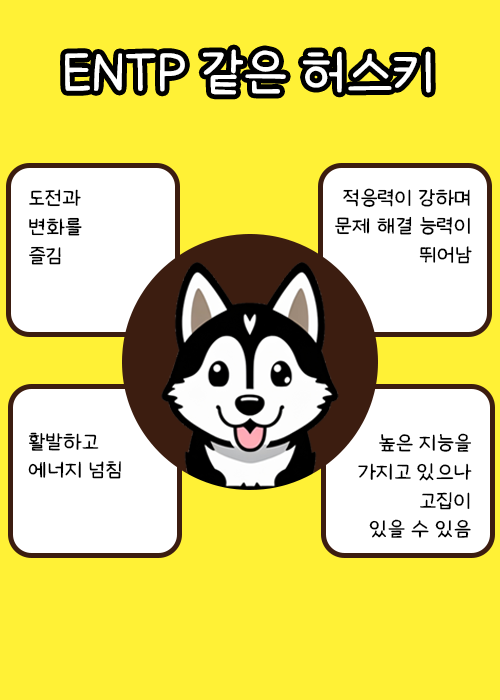 ENTP 같은 허스키
도전과
변화를
즐김
적응력이 강하며
문제 해결 능력이
뛰어남
활발하고
에너지 넘침
높은 지능을
가지고 있으나
고집이
있을 수 있음